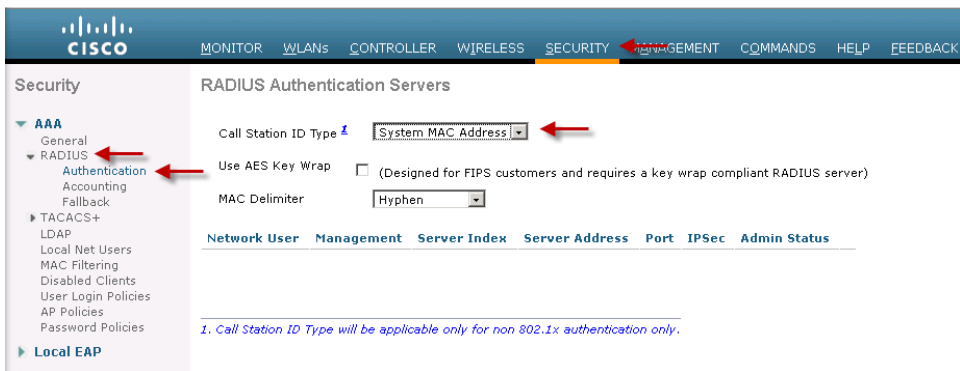 CISCO
MONITOR WLANs CONTROLLER WIRELESS SECURITY MANAGEMENT COMMANDS HELP FEEDBACK
Security
AAA
General
RADIUS
Authentication
Accounting
Fallback
TACACS+
LDAP
Local Net Users
MAC Filtering
Disabled Clients
User Login Policies
AP Policies
Password Policies
Local EAP
RADIUS Authentication Servers
Call Station ID Type 1 System MAC Address
Use AES Key Wrap (Designed for FIPS customers and requires a key wrap compliant RADIUS server)
MAC Delimiter Hyphen
Network User Management Server Index Server Address Port IPSec Admin Status
1. Call Station ID Type will be applicable only for non 802.1x authentication only.